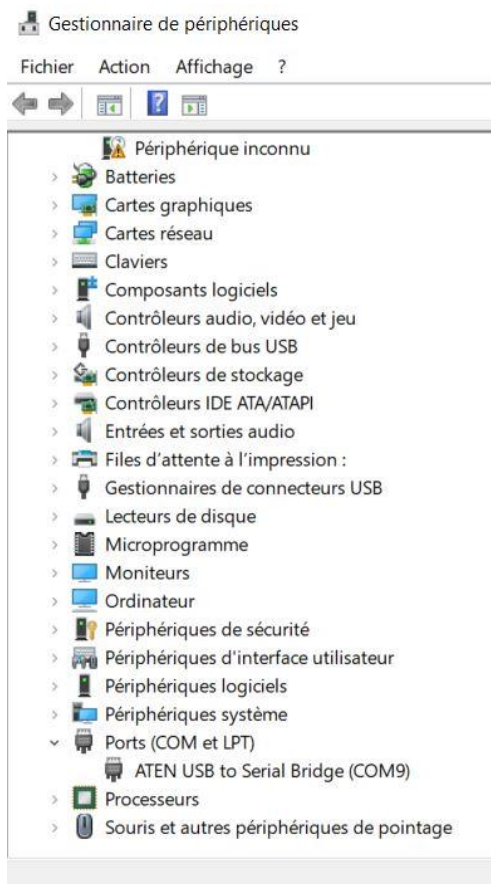 Gestionnaire de périphériques
Fichier Action Affichage ?
Périphérique inconnu
Batteries
Cartes graphiques
Cartes réseau
Claviers
Composants logiciels
Contrôleurs audio, vidéo et jeu
Contrôleurs de bus USB
Contrôleurs de stockage
Contrôleurs IDE ATA/ATAPI
Entrées et sorties audio
Files d'attente à l'impression :
Gestionnaires de connecteurs USB
Lecteurs de disque
Microprogramme
Moniteurs
Ordinateur
Périphériques de sécurité
Périphériques d'interface utilisateur
Périphériques logiciels
Périphériques système
Ports (COM et LPT)
ATEN USB to Serial Bridge (COM9)
Processeurs
Souris et autres périphériques de pointage